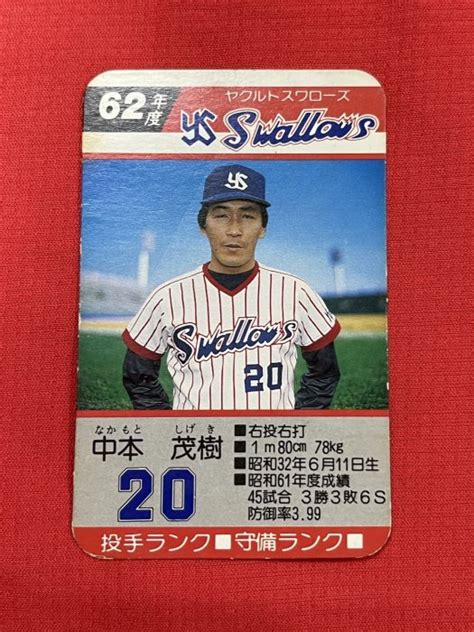 62年度
ヤクルトスワローズ
YS Swallows
YS
Swallows
20
なかもと しげき
中本 茂樹
20
■右投右打
■1m80cm 78kg
■昭和32年6月11日生
■昭和61年度成績
45試合 3勝3敗6S
防御率3.99
投手ランク■守備ランク■